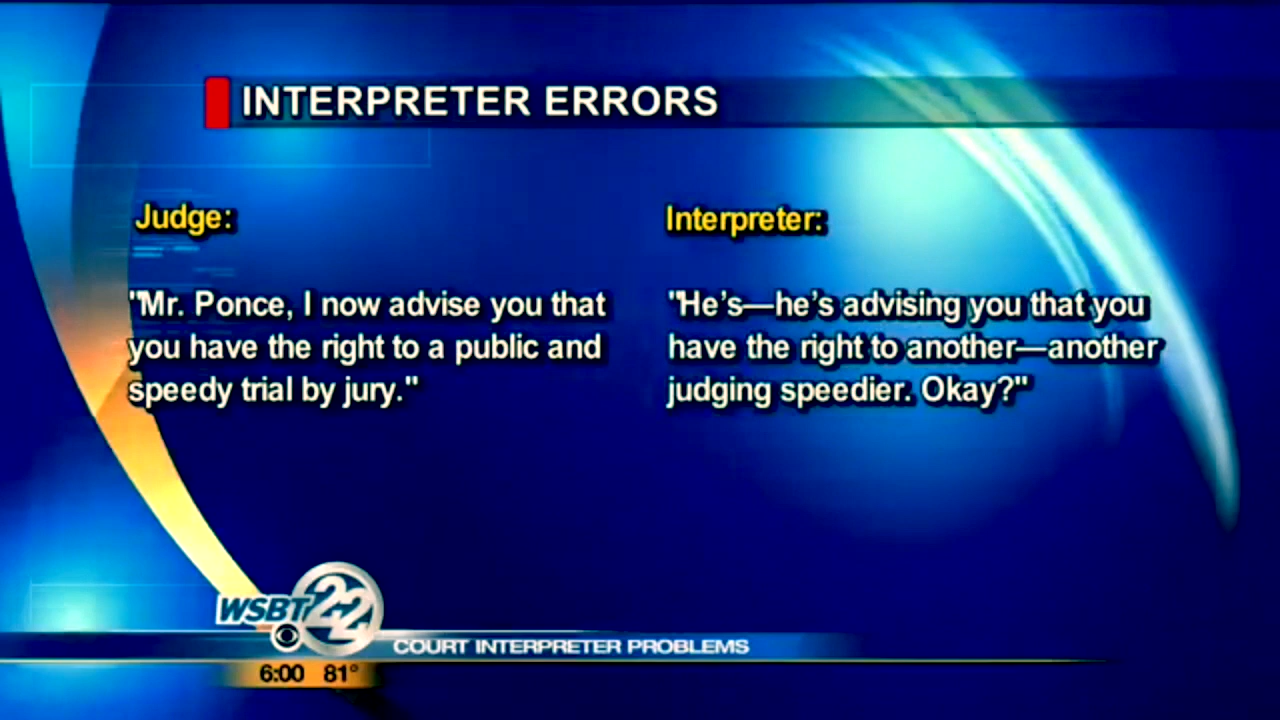 INTERPRETER ERRORS
Judge:
"Mr. Ponce, I now advise you that
you have the right to a public and
speedy trial by jury."
Interpreter:
"He's—he's advising you that you
have the right to another—another
judging speedier. Okay?"
WSBT 22
COURT INTERPRETER PROBLEMS
6:00 81°